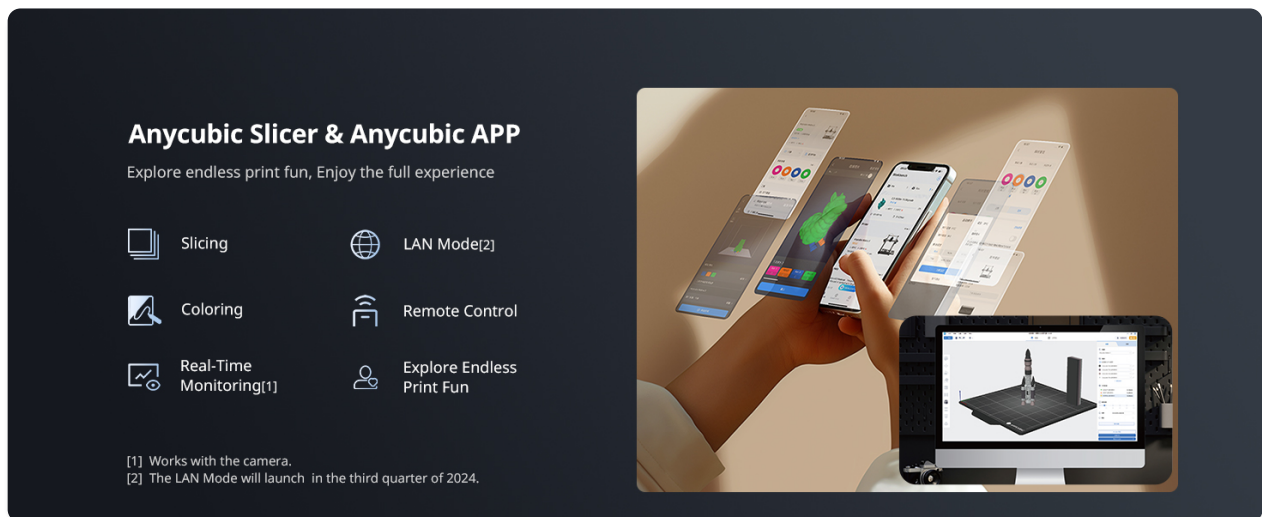 Anycubic Slicer & Anycubic APP
Explore endless print fun, Enjoy the full experience
Slicing
LAN Mode[2]
Coloring
Remote Control
Real-Time
Monitoring[1]
Explore Endless
Print Fun
[1] Works with the camera.
[2] The LAN Mode will launch in the third quarter of 2024.